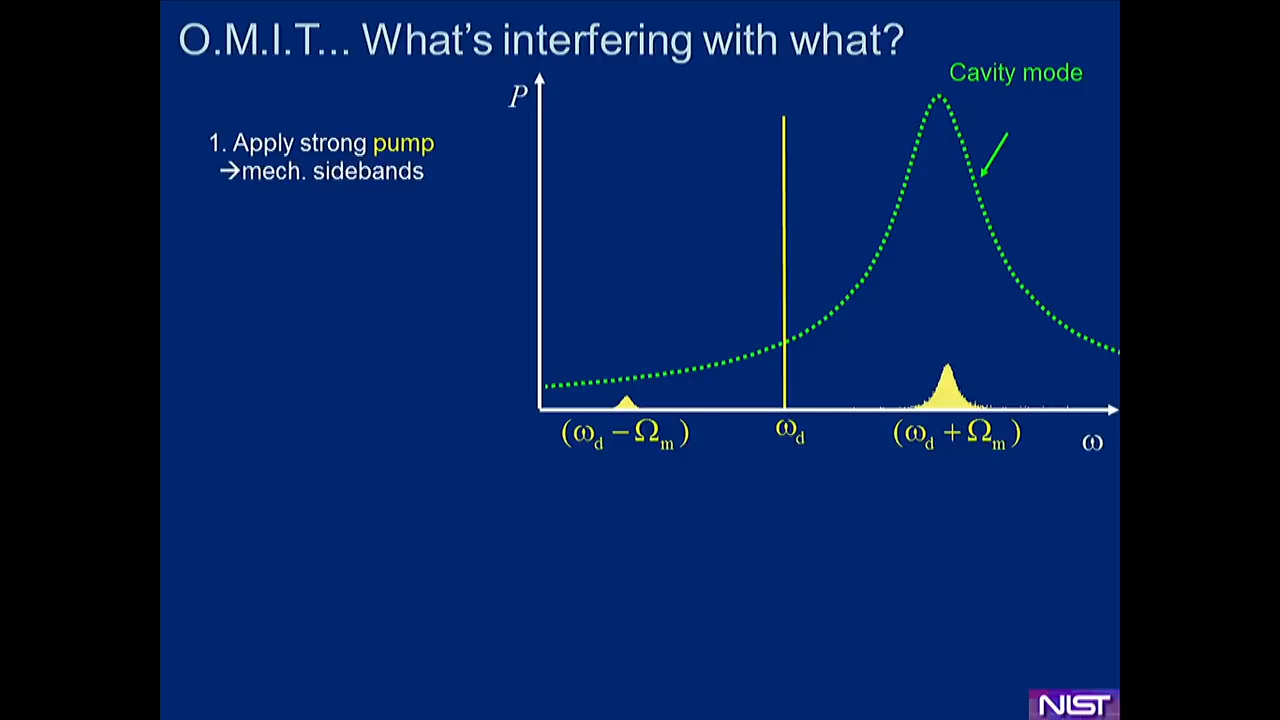 O.M.I.T... What's interfering with what?
Cavity mode
P
1. Apply strong pump
→mech. sidebands
(ω_d − Ω_m)
ω_d
(ω_d + Ω_m)
ω
NIST